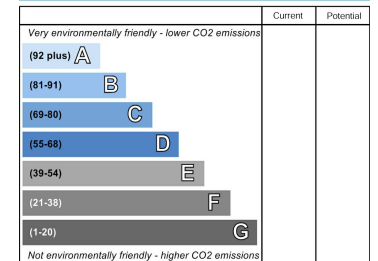 Current Potential
Very environmentally friendly - lower CO2 emissions
(92 plus) A
(81-91) B
(69-80) C
(55-68) D
(39-54) E
(21-38) F
(1-20) G
Not environmentally friendly - higher CO2 emissions